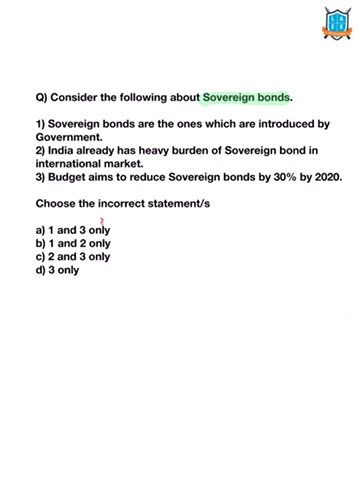 LAEX
Q) Consider the following about Sovereign bonds.
1) Sovereign bonds are the ones which are introduced by
Government.
2) India already has heavy burden of Sovereign bond in
international market.
3) Budget aims to reduce Sovereign bonds by 30% by 2020.
Choose the incorrect statement/s
a) 1 and 3 only
b) 1 and 2 only
c) 2 and 3 only
d) 3 only